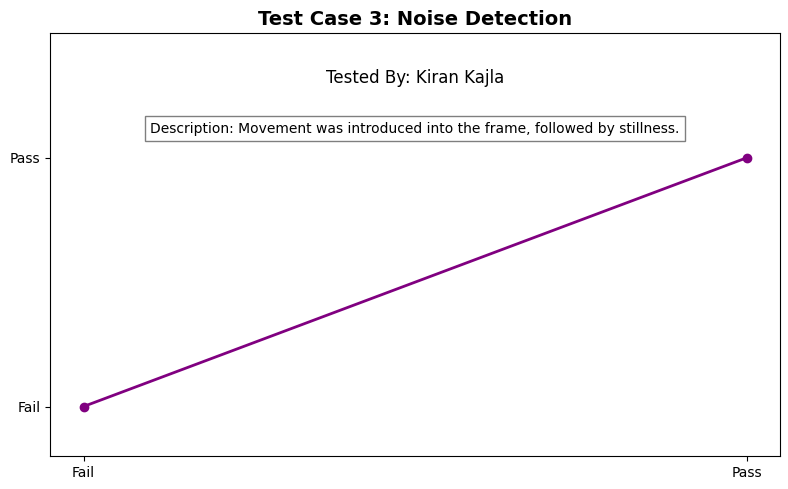 Test Case 3: Noise Detection
Tested By: Kiran Kajla
Description: Movement was introduced into the frame, followed by stillness.
Pass
Fail
Fail
Pass